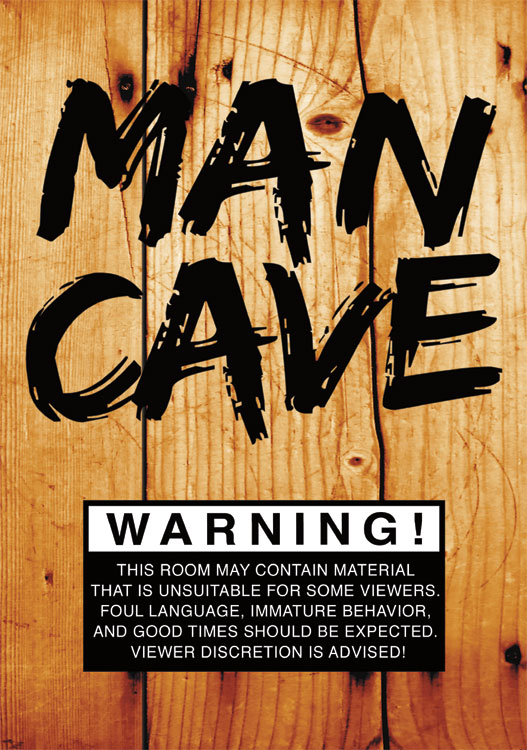 MAN
CAVE
WARNING!
THIS ROOM MAY CONTAIN MATERIAL
THAT IS UNSUITABLE FOR SOME VIEWERS.
FOUL LANGUAGE, IMMATURE BEHAVIOR,
AND GOOD TIMES SHOULD BE EXPECTED.
VIEWER DISCRETION IS ADVISED!